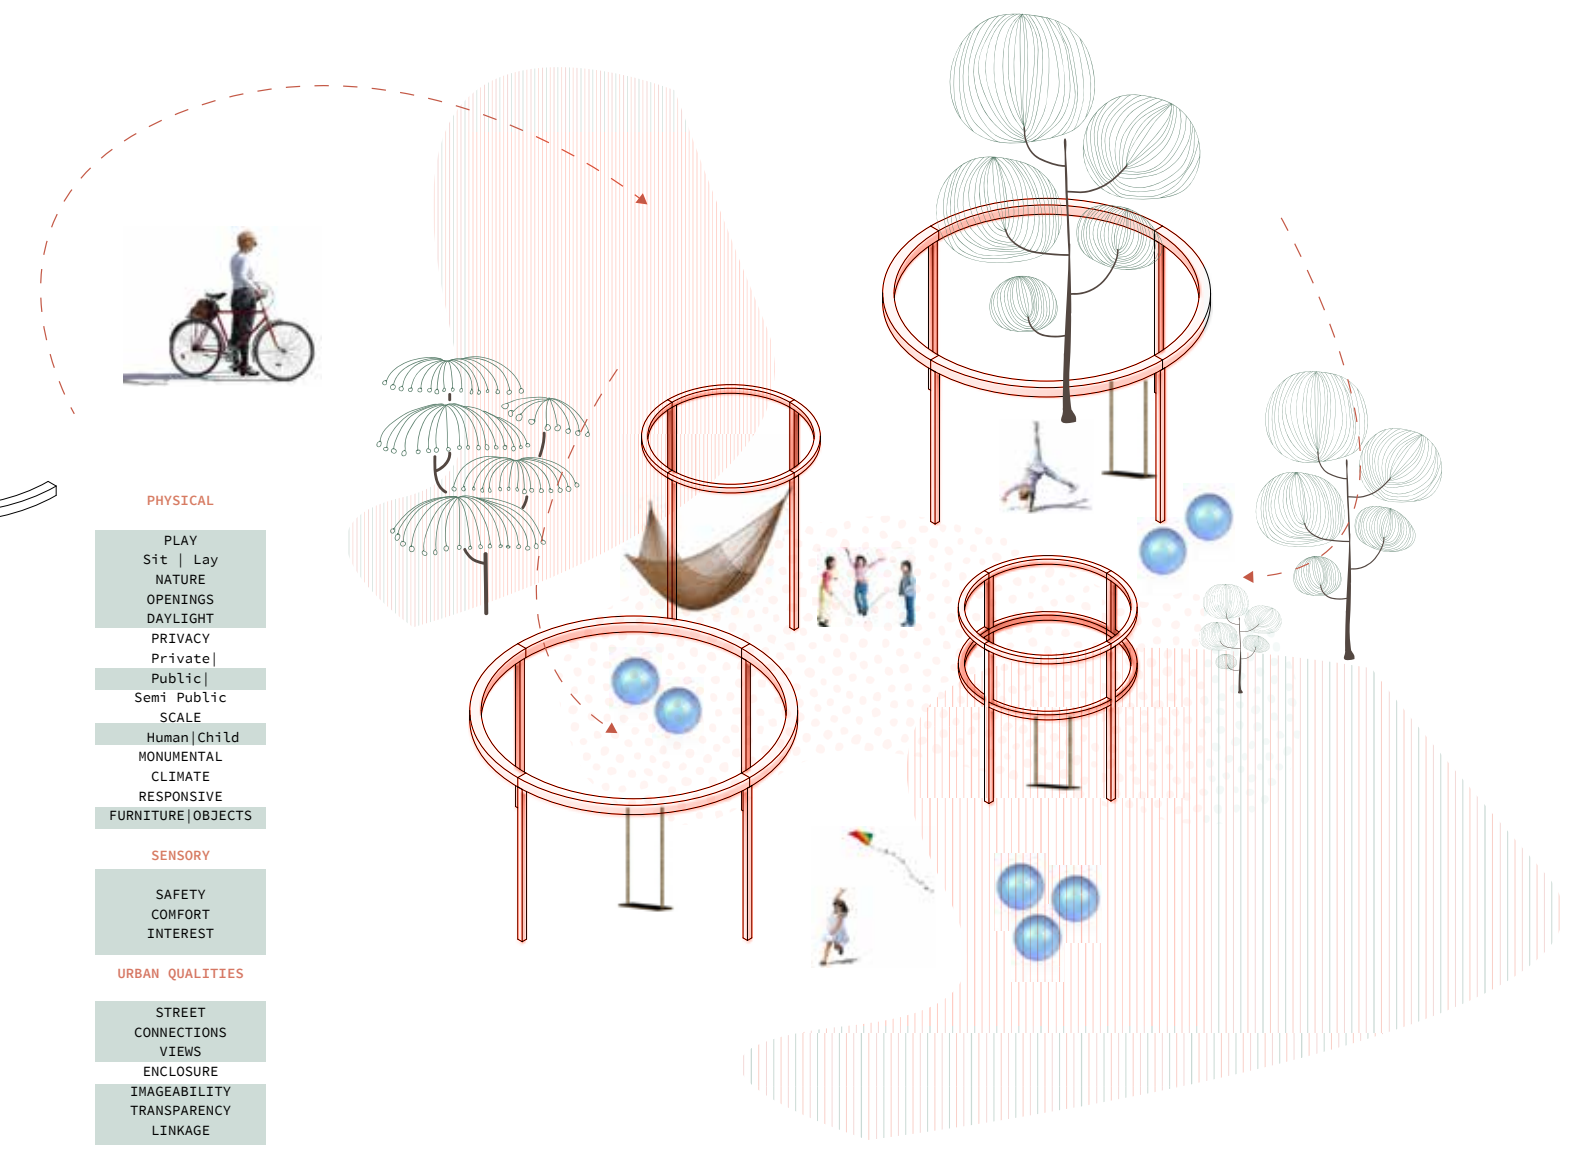 PHYSICAL
PLAY
Sit | Lay
NATURE
OPENINGS
DAYLIGHT
PRIVACY
Private|
Public|
Semi Public
SCALE
Human|Child
MONUMENTAL
CLIMATE
RESPONSIVE
FURNITURE|OBJECTS
SENSORY
SAFETY
COMFORT
INTEREST
URBAN QUALITIES
STREET
CONNECTIONS
VIEWS
ENCLOSURE
IMAGEABILITY
TRANSPARENCY
LINKAGE